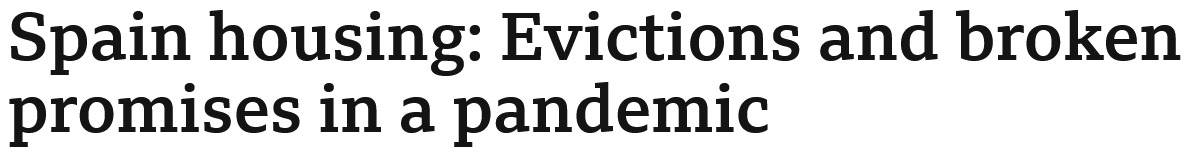 Spain housing: Evictions and broken
promises in a pandemic